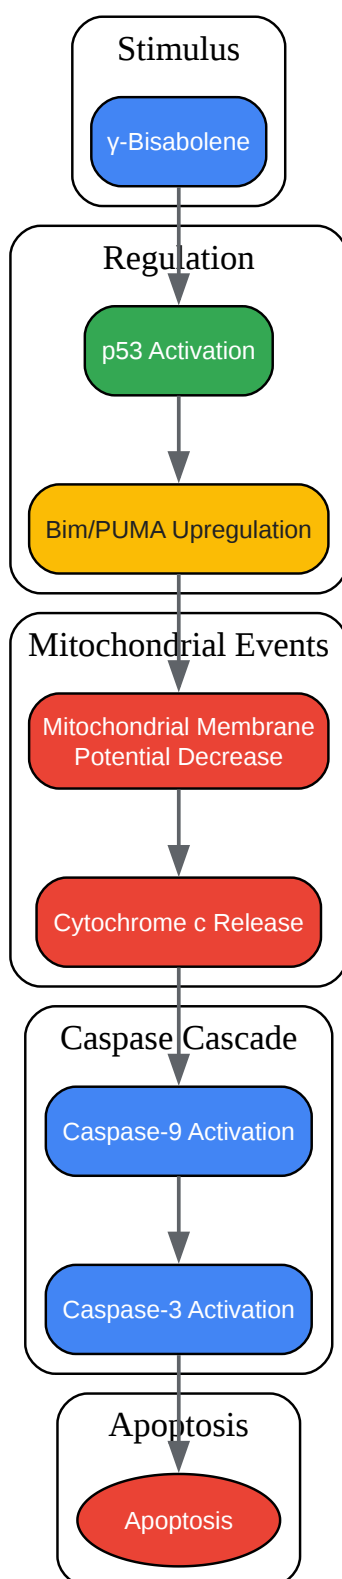 Stimulus
γ-Bisabolene
Regulation
p53 Activation
Bim/PUMA Upregulation
Mitochondrial Events
Mitochondrial Membrane
Potential Decrease
Cytochrome c Release
Caspase Cascade
Caspase-9 Activation
Caspase-3 Activation
Apoptosis
Apoptosis